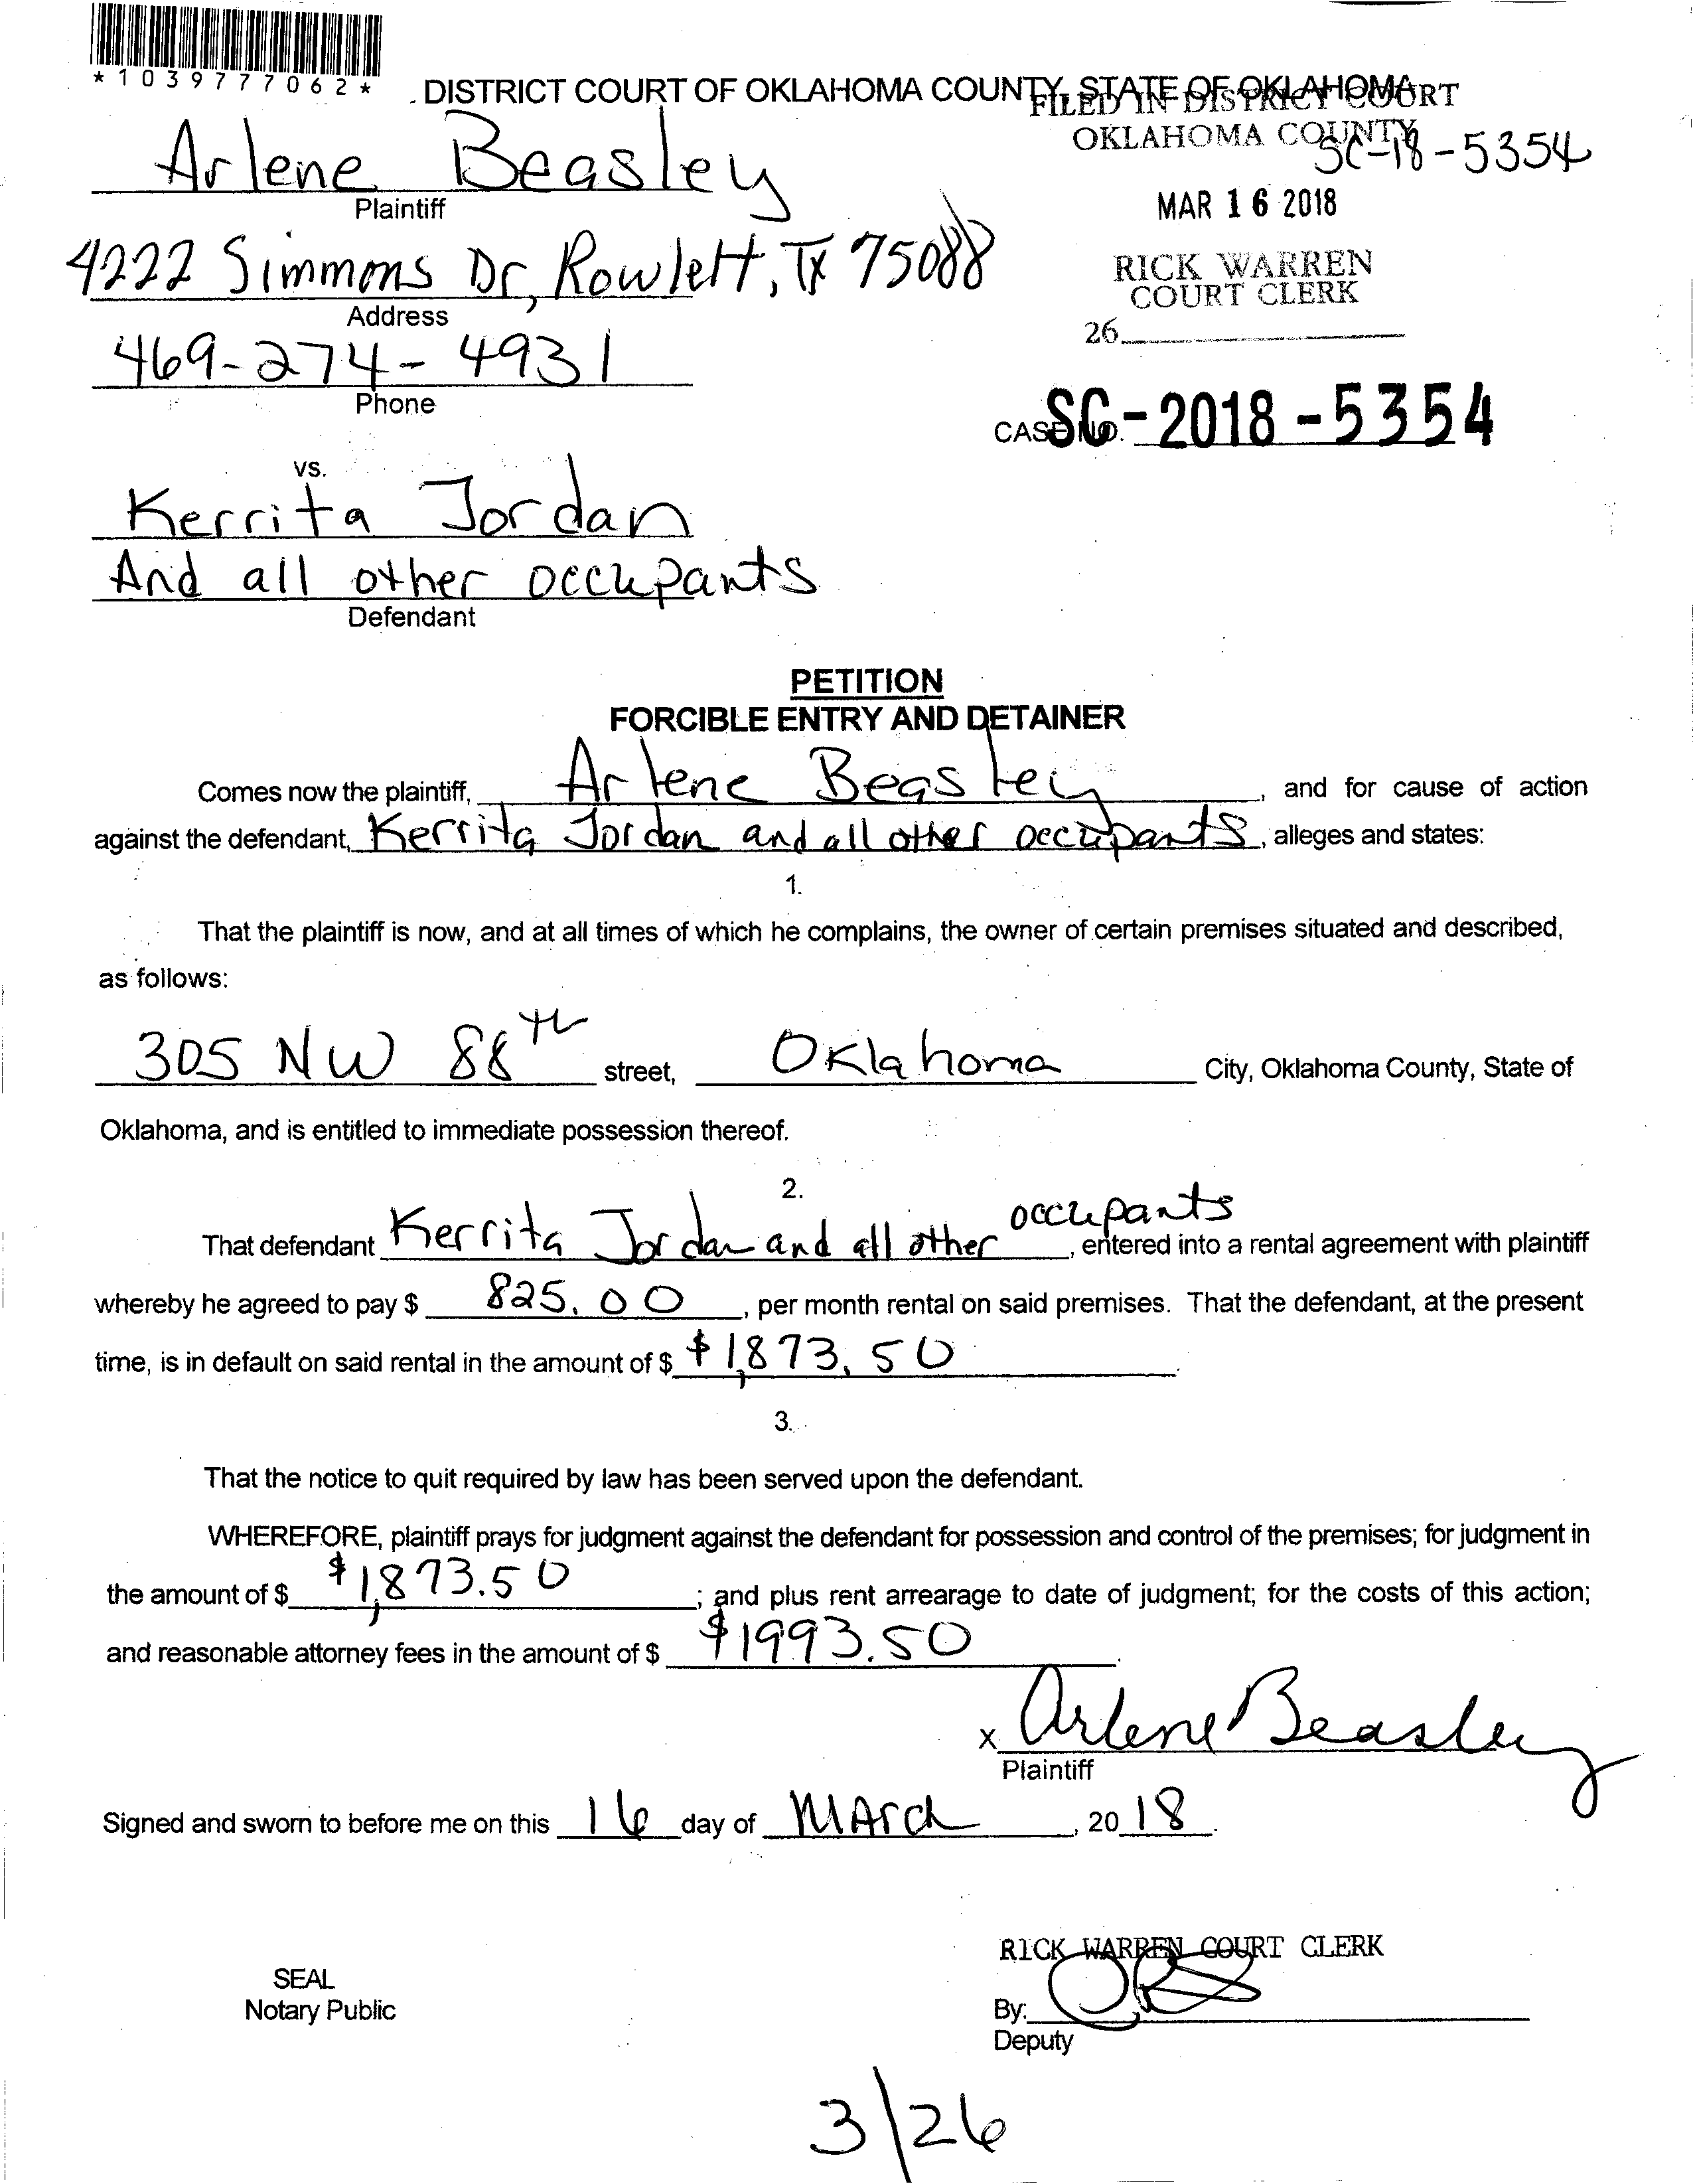 *1039777062*
DISTRICT COURT OF OKLAHOMA COUNTY, STATE OF OKLAHOMA
FILED IN DISTRICT COURT
OKLAHOMA COUNTY
SC-18-5354
Arlene Beasley
Plaintiff
MAR 16 2018
4222 Simmons Dr, Rowlett, TX 75088
RICK WARREN
COURT CLERK
Address
26
469-274-4931
Phone
CASE NO. SC-2018-5354
vs.
Kerrita Jordan
And all other occupants
Defendant
PETITION
FORCIBLE ENTRY AND DETAINER
Comes now the plaintiff, Arlene Beasley, and for cause of action
against the defendant, Kerrita Jordan and all other occupants, alleges and states:
1.
That the plaintiff is now, and at all times of which he complains, the owner of certain premises situated and described,
as follows:
305 NW 88th street, Oklahoma City, Oklahoma County, State of
Oklahoma, and is entitled to immediate possession thereof.
2.
That defendant Kerrita Jordan and all other occupants, entered into a rental agreement with plaintiff
whereby he agreed to pay $ 825.00, per month rental on said premises. That the defendant, at the present
time, is in default on said rental in the amount of $ $1,873.50.
3.
That the notice to quit required by law has been served upon the defendant.
WHEREFORE, plaintiff prays for judgment against the defendant for possession and control of the premises; for judgment in
the amount of $ $1,873.50; and plus rent arrearage to date of judgment; for the costs of this action;
and reasonable attorney fees in the amount of $ $1993.50.
x Arlene Beasley
Plaintiff
Signed and sworn to before me on this 16 day of MArch, 2018.
RICK WARREN COURT CLERK
SEAL
Notary Public
By:
Deputy
3/26